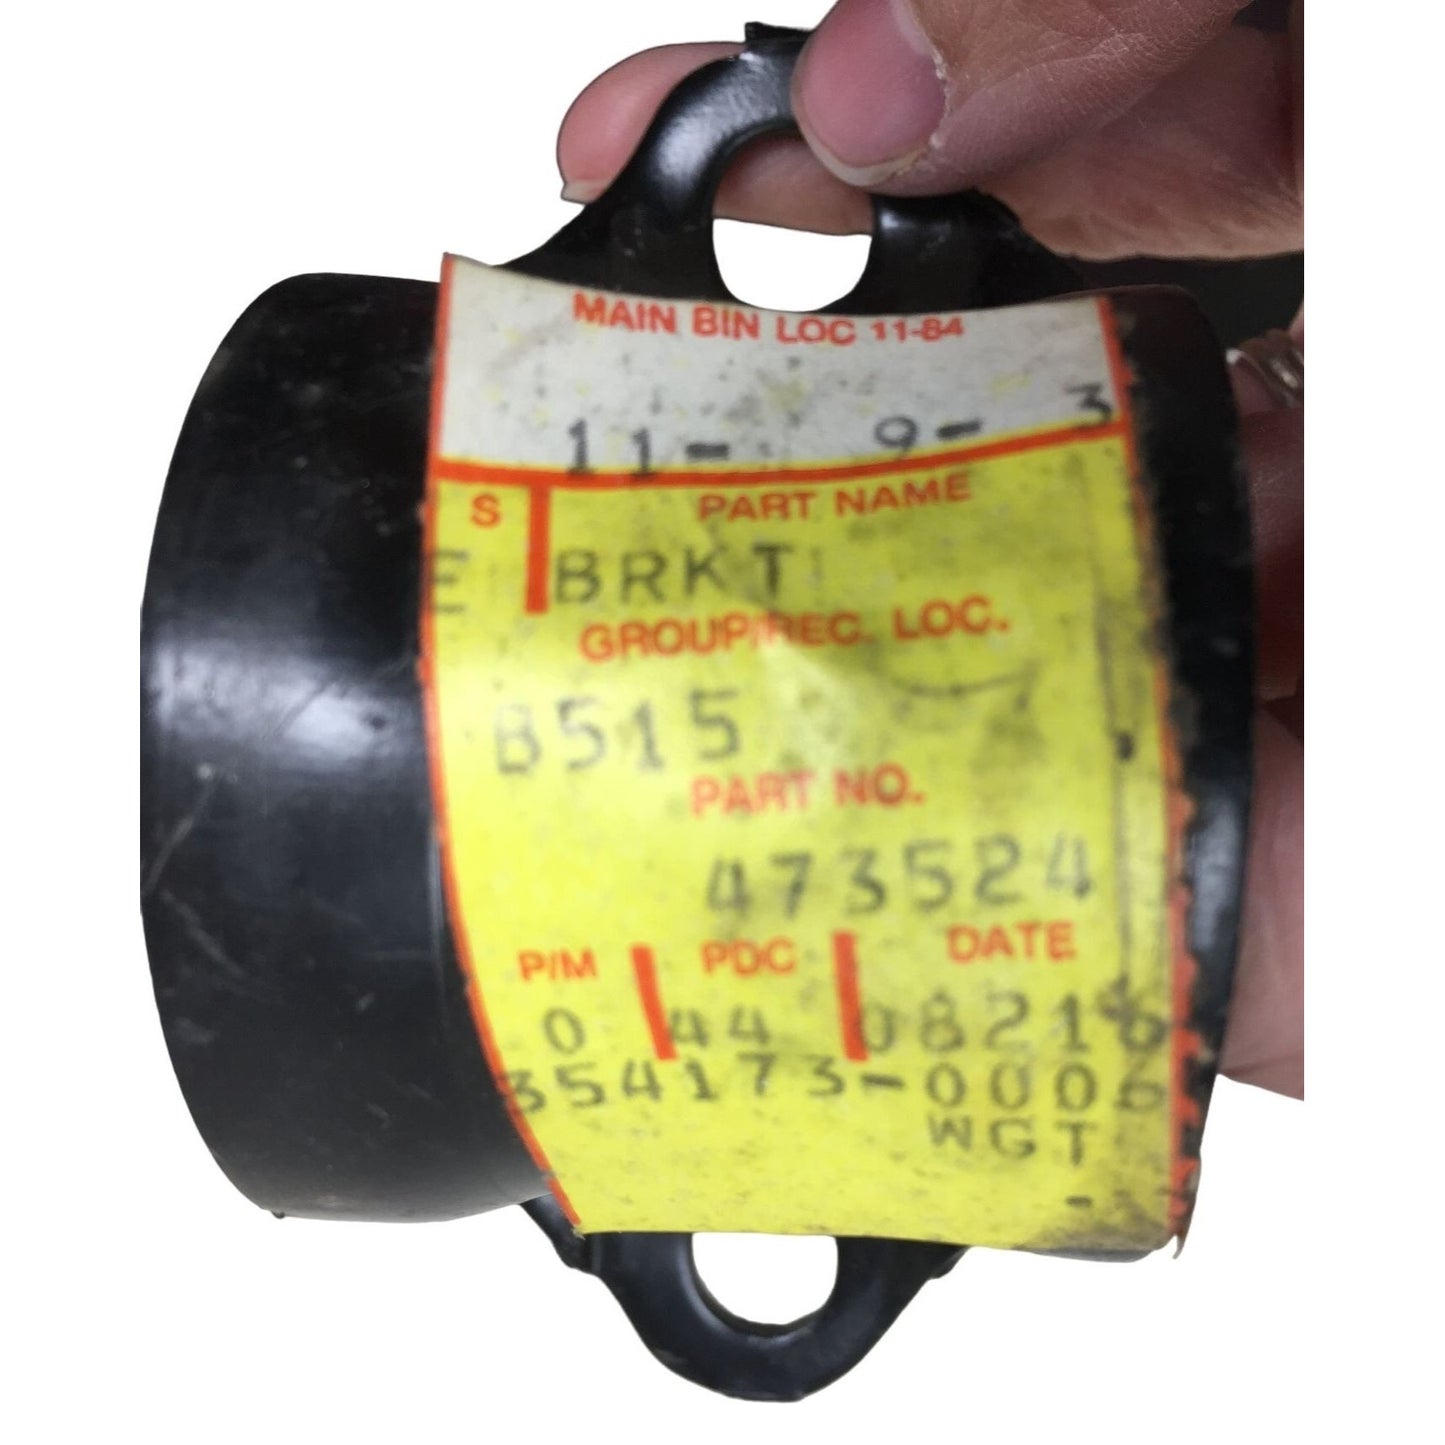 MAIN BIN LOC 11-84
11- 9- 3
S PART NAME
E BRKT
GROUP/REC. LOC.
B515
PART NO.
473524
P/M PDC DATE
0 44 08216
354173-0006
WGT
-